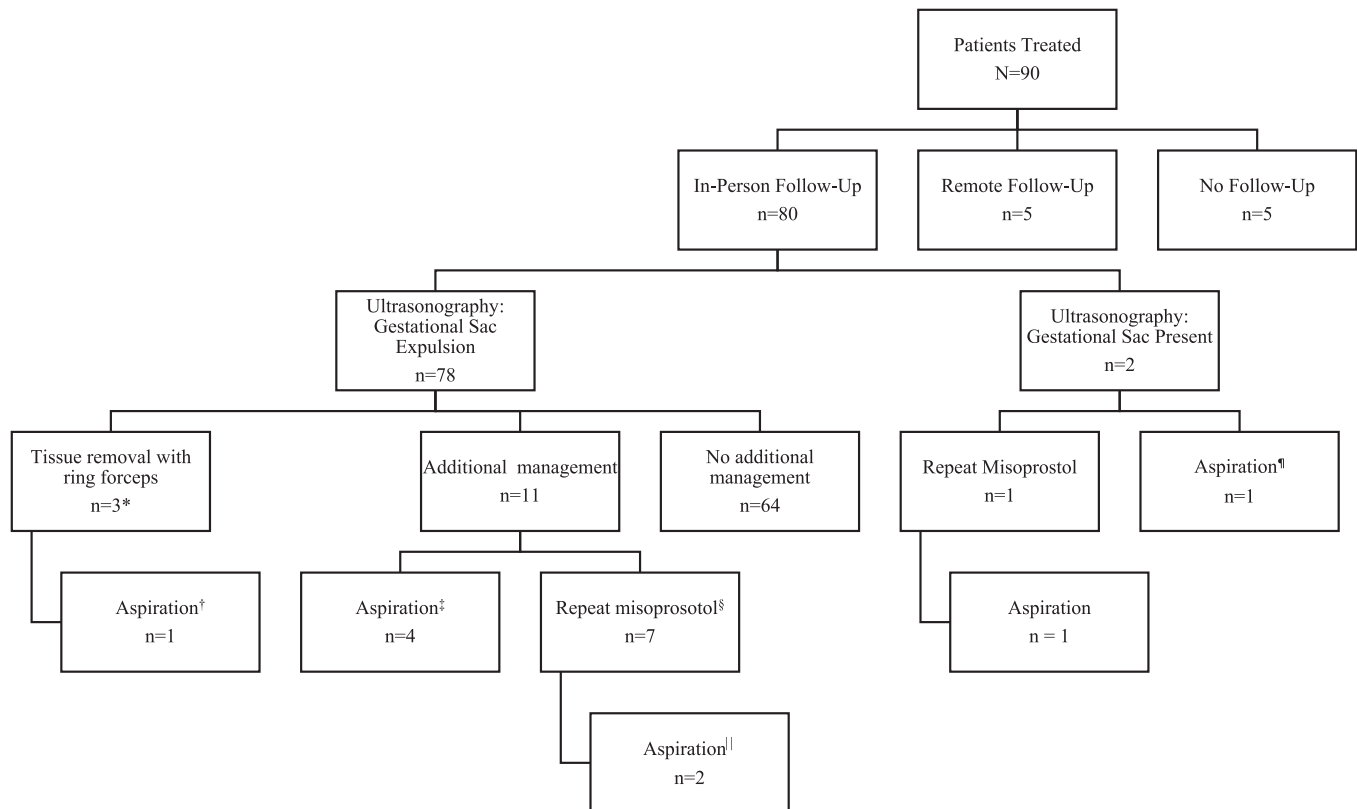 Patients Treated
N=90
In-Person Follow-Up
n=80
Remote Follow-Up
n=5
No Follow-Up
n=5
Ultrasonography:
Gestational Sac
Expulsion
n=78
Ultrasonography:
Gestational Sac Present
n=2
Tissue removal with
ring forceps
n=3*
Additional management
n=11
No additional
management
n=64
Repeat Misoprostol
n=1
Aspiration¶
n=1
Aspiration†
n=1
Aspiration‡
n=4
Repeat misoprosotol§
n=7
Aspiration
n = 1
Aspiration||
n=2